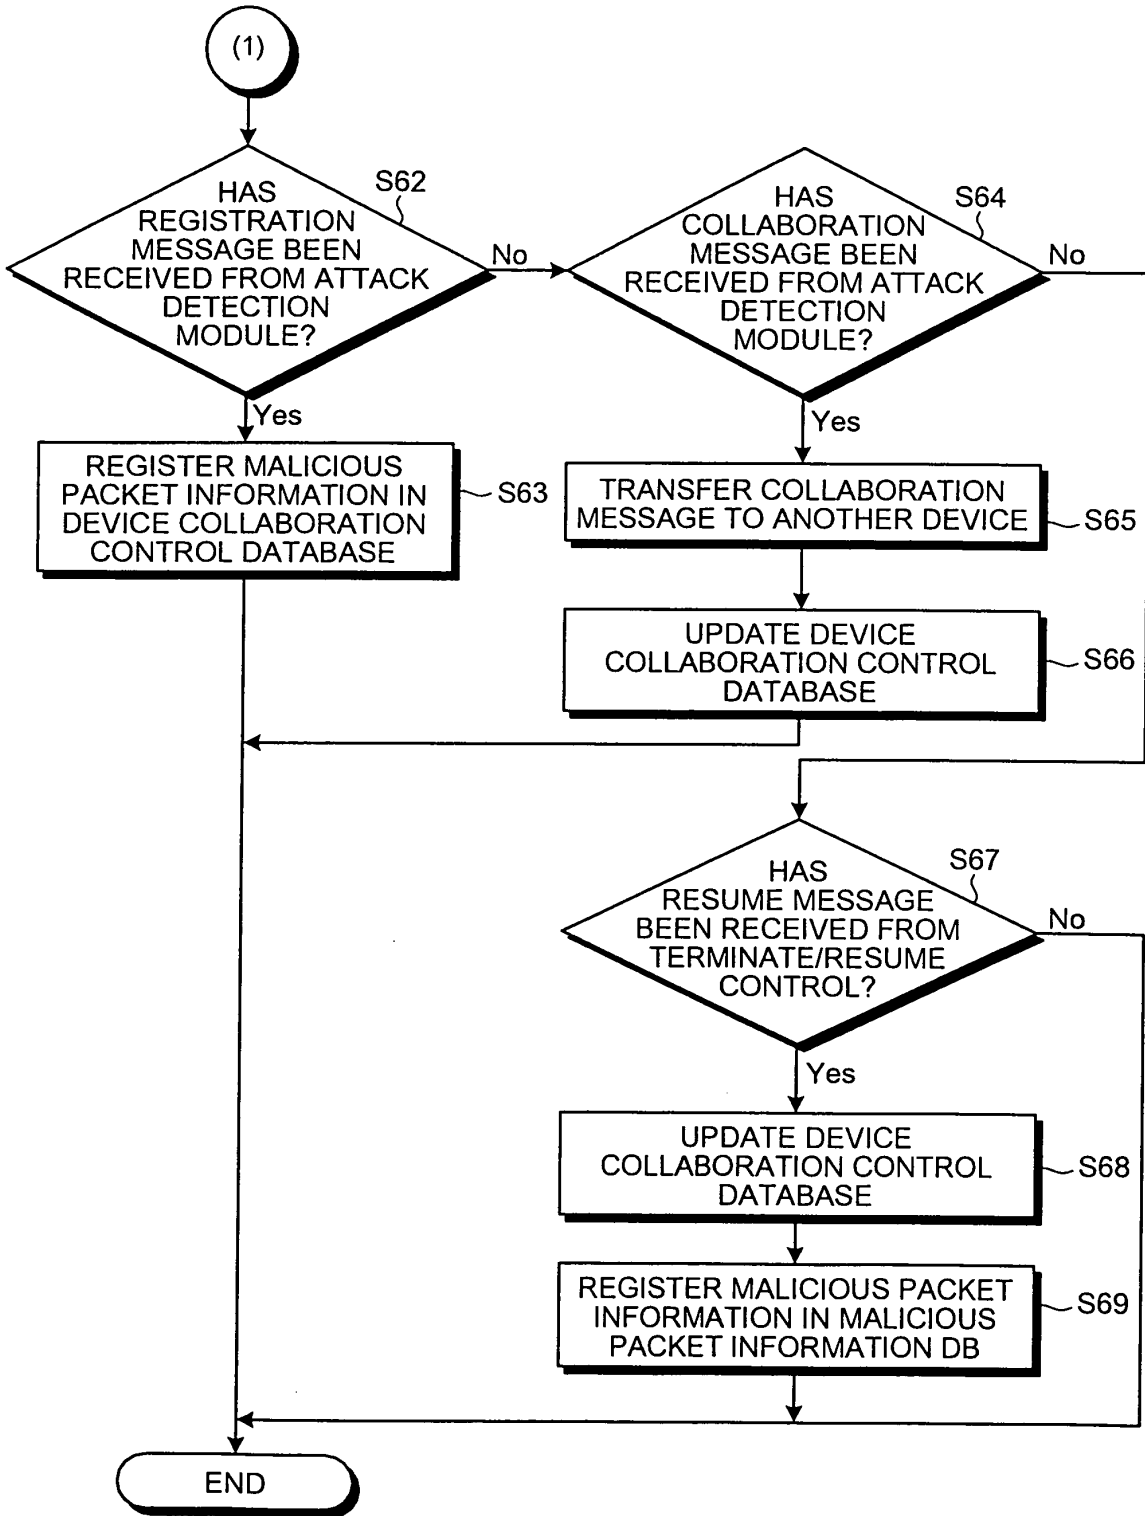 (1)
HAS
REGISTRATION
MESSAGE BEEN
RECEIVED FROM ATTACK
DETECTION
MODULE?
S62
No
Yes
REGISTER MALICIOUS
PACKET INFORMATION IN
DEVICE COLLABORATION
CONTROL DATABASE
S63
HAS
COLLABORATION
MESSAGE BEEN
RECEIVED FROM ATTACK
DETECTION
MODULE?
S64
No
Yes
TRANSFER COLLABORATION
MESSAGE TO ANOTHER DEVICE
S65
UPDATE DEVICE
COLLABORATION CONTROL
DATABASE
S66
HAS
RESUME MESSAGE
BEEN RECEIVED FROM
TERMINATE/RESUME
CONTROL?
S67
No
Yes
UPDATE DEVICE
COLLABORATION CONTROL
DATABASE
S68
REGISTER MALICIOUS PACKET
INFORMATION IN MALICIOUS
PACKET INFORMATION DB
S69
END